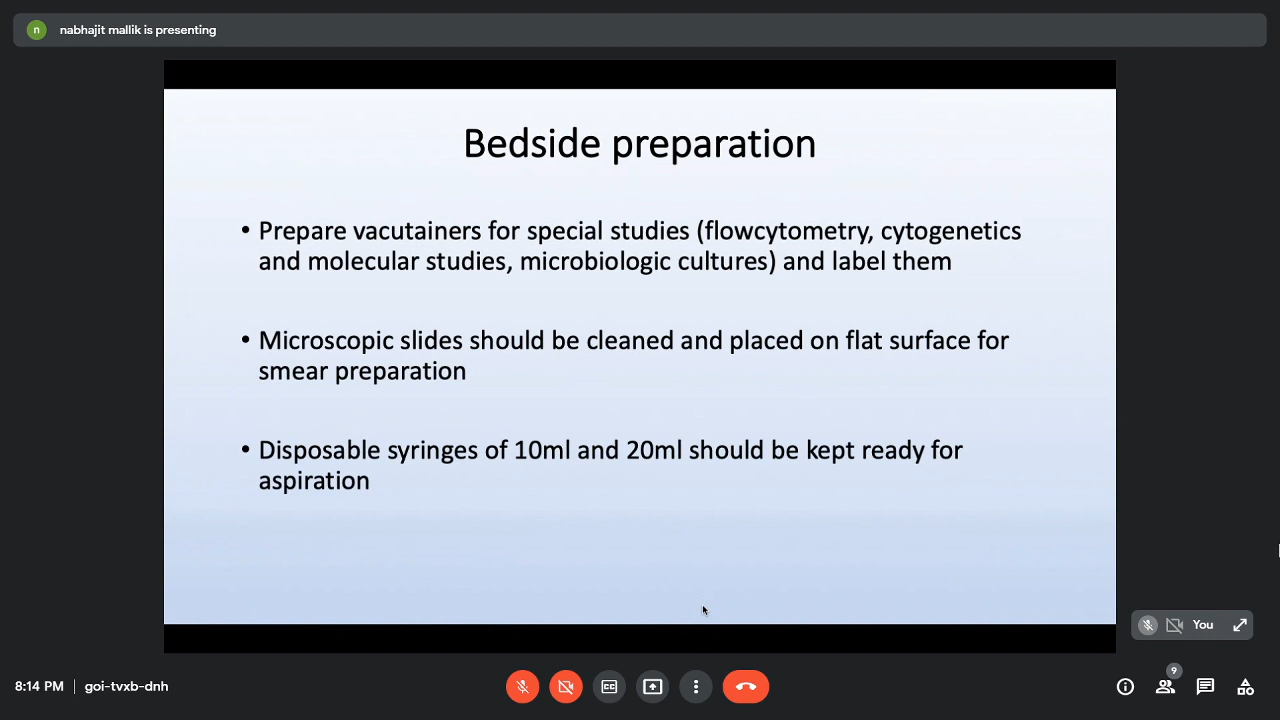 n
nabhajit mallik is presenting
Bedside preparation
• Prepare vacutainers for special studies (flowcytometry, cytogenetics
and molecular studies, microbiologic cultures) and label them
• Microscopic slides should be cleaned and placed on flat surface for
smear preparation
• Disposable syringes of 10ml and 20ml should be kept ready for
aspiration
You
8:14 PM | goi-tvxb-dnh
CC
9